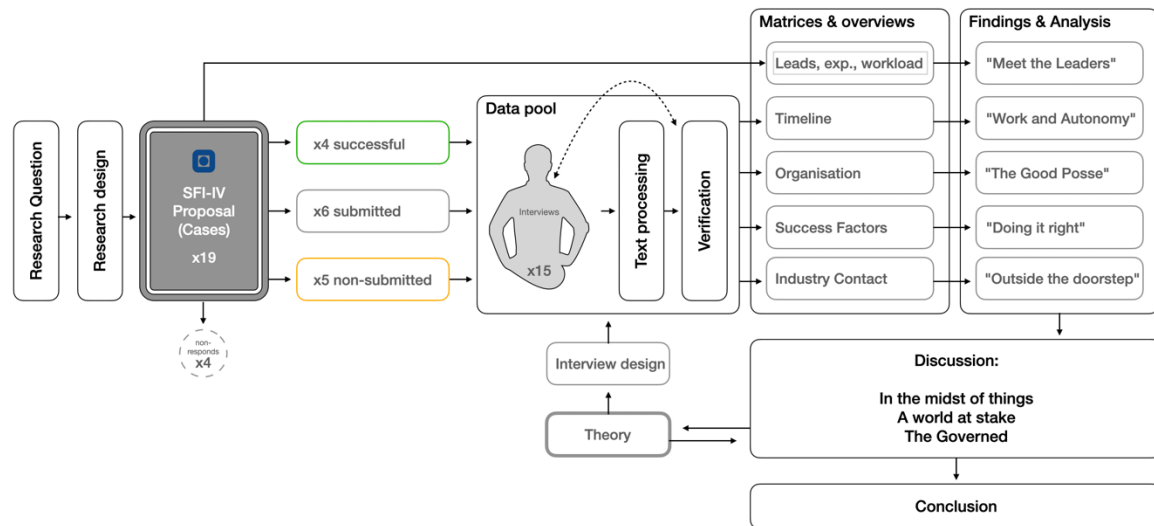 Matrices & overviews
Findings & Analysis
Leads, exp., workload
"Meet the Leaders"
Data pool
Research Question
Research design
SFI-IV
Proposal
(Cases)
x19
x4 successful
x6 submitted
x5 non-submitted
Interviews
x15
Text processing
Verification
Timeline
"Work and Autonomy"
Organisation
"The Good Posse"
Success Factors
"Doing it right"
Industry Contact
"Outside the doorstep"
non-
responds
x4
Interview design
Theory
Discussion:
In the midst of things
A world at stake
The Governed
Conclusion